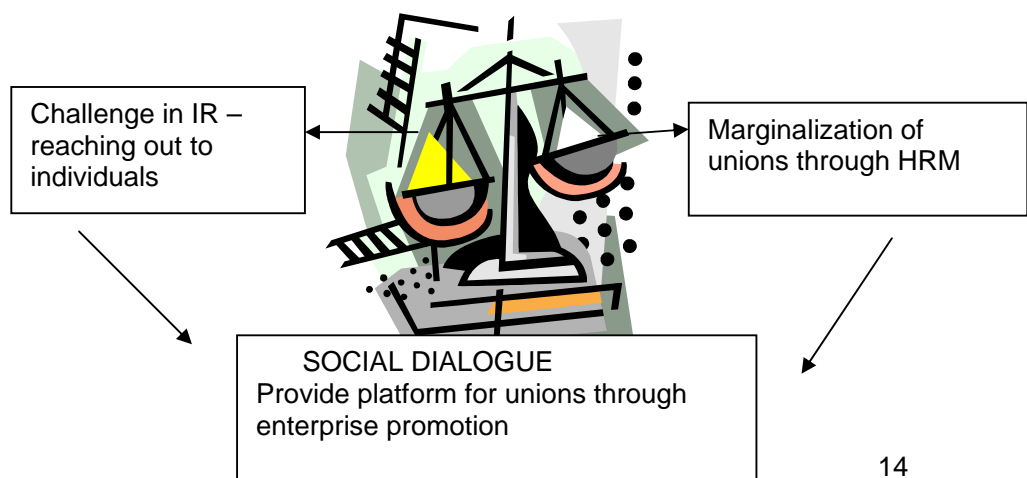 Challenge in IR –
reaching out to
individuals
Marginalization of
unions through HRM
SOCIAL DIALOGUE
Provide platform for unions through
enterprise promotion
14